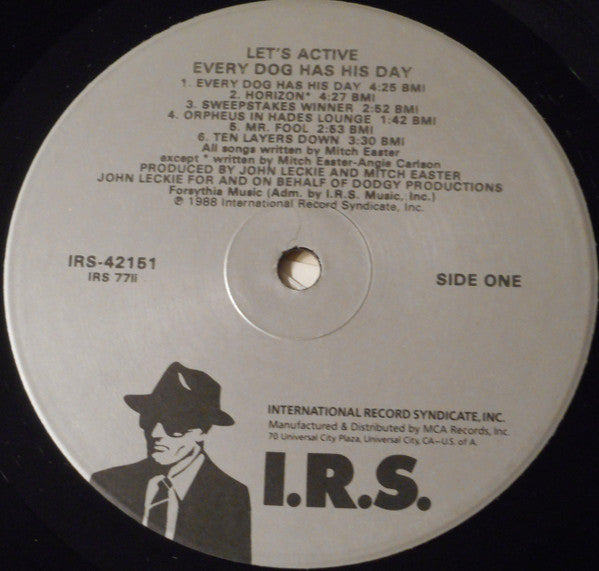 LET'S ACTIVE
EVERY DOG HAS HIS DAY
1. EVERY DOG HAS HIS DAY 4:25 BMI
2. HORIZON* 4:27 BMI
3. SWEEPSTAKES WINNER 2:52 BMI
4. ORPHEUS IN HADES LOUNGE 1:42 BMI
5. MR. FOOL 2:53 BMI
6. TEN LAYERS DOWN 3:30 BMI
All songs written by Mitch Easter
except * written by Mitch Easter-Angie Carlson
PRODUCED BY JOHN LECKIE AND MITCH EASTER
JOHN LECKIE FOR AND ON BEHALF OF DODGY PRODUCTIONS
Forsythia Music (Adm. by I.R.S. Music, Inc.)
℗ 1988 International Record Syndicate, Inc.
IRS-42151
IRS 771i
SIDE ONE
INTERNATIONAL RECORD SYNDICATE, INC.
Manufactured & Distributed by MCA Records, Inc.
70 Universal City Plaza, Universal City, CA-U.S. of A.
I.R.S.